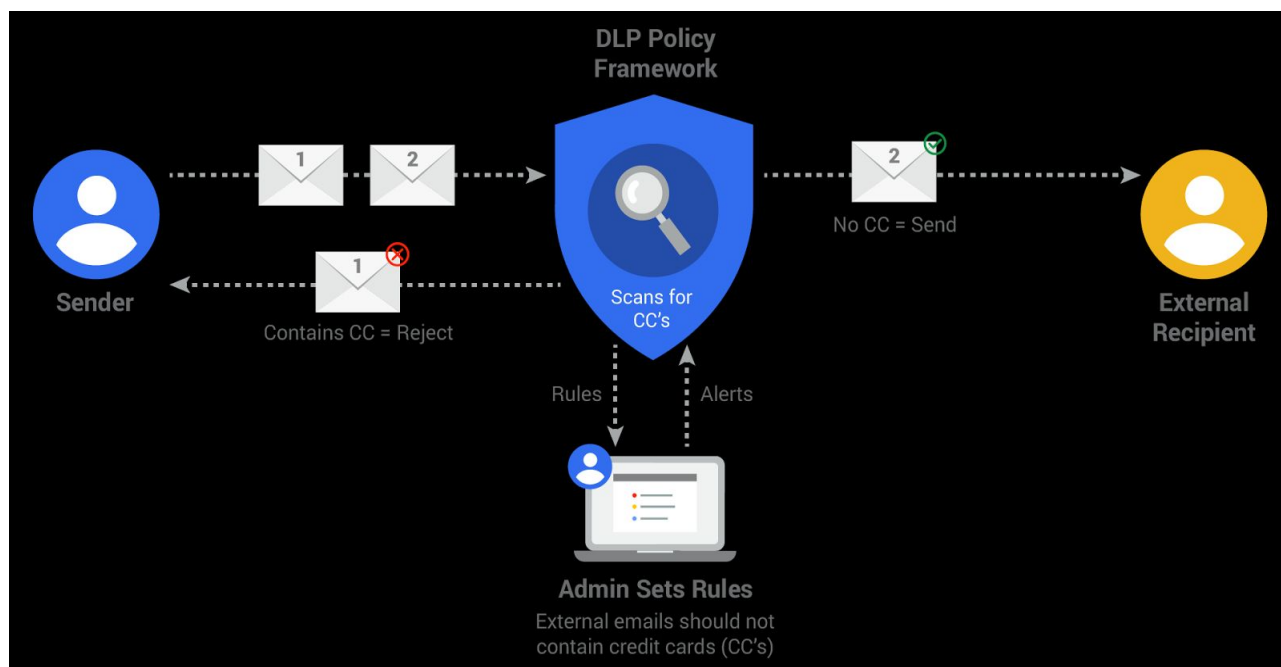 DLP Policy
Framework
1
2
2
No CC = Send
Sender
1
Contains CC = Reject
Scans for
CC's
External
Recipient
Rules
Alerts
Admin Sets Rules
External emails should not
contain credit cards (CC's)